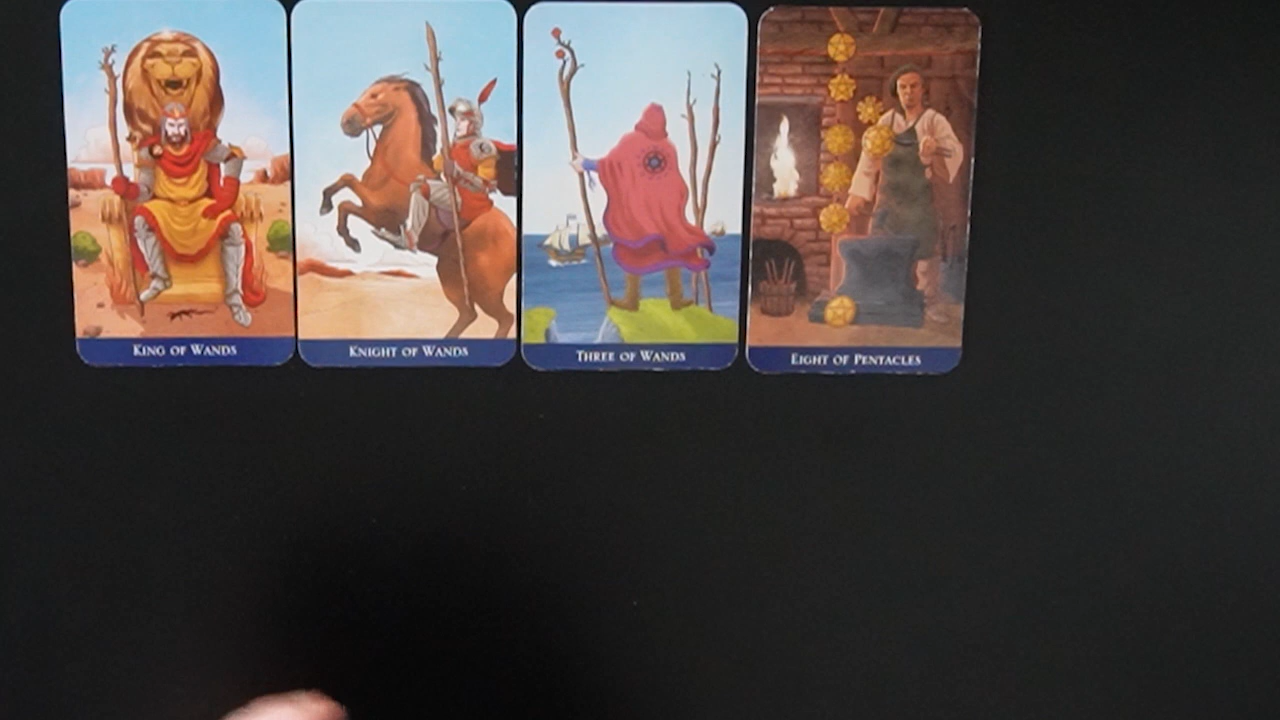 KING OF WANDS
KNIGHT OF WANDS
THREE OF WANDS
EIGHT OF PENTACLES